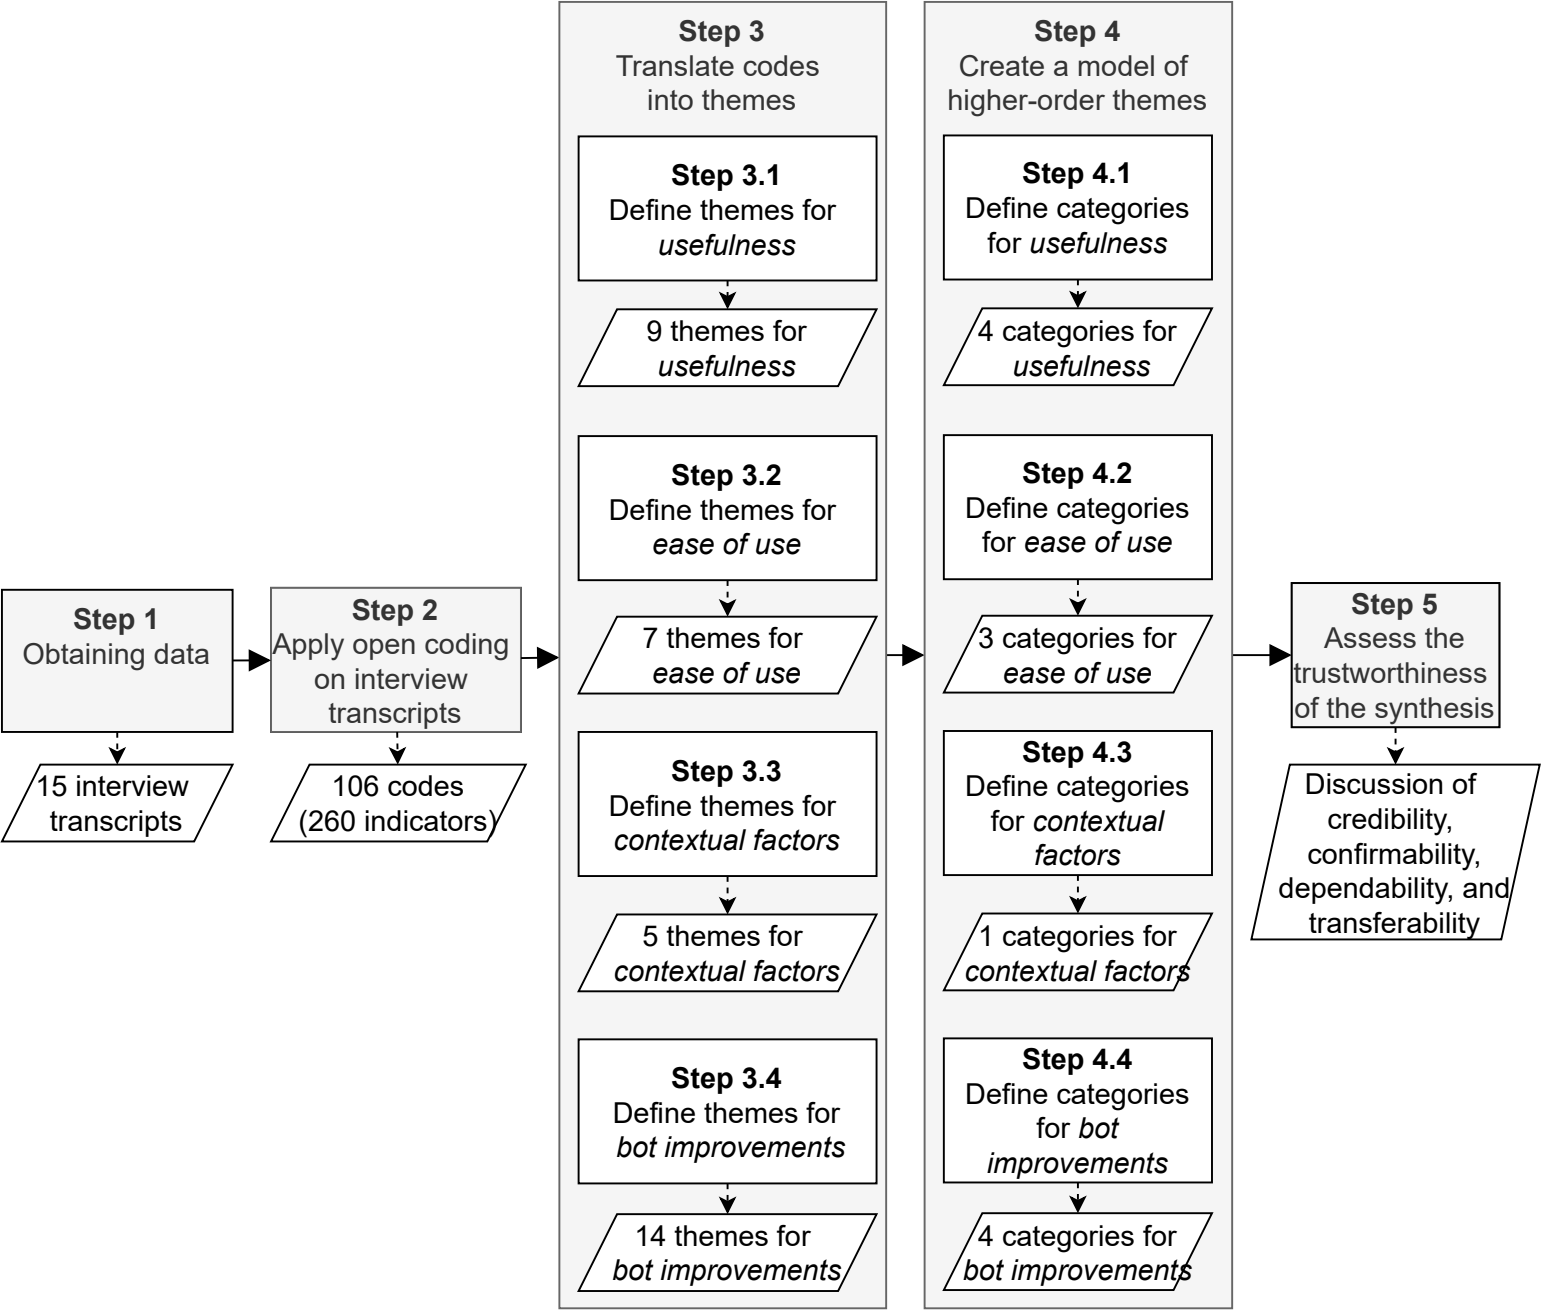 Step 1
Obtaining data
15 interview
transcripts
Step 2
Apply open coding
on interview
transcripts
106 codes
(260 indicators)
Step 3
Translate codes
into themes
Step 3.1
Define themes for
usefulness
9 themes for
usefulness
Step 3.2
Define themes for
ease of use
7 themes for
ease of use
Step 3.3
Define themes for
contextual factors
5 themes for
contextual factors
Step 3.4
Define themes for
bot improvements
14 themes for
bot improvements
Step 4
Create a model of
higher-order themes
Step 4.1
Define categories
for usefulness
4 categories for
usefulness
Step 4.2
Define categories
for ease of use
3 categories for
ease of use
Step 4.3
Define categories
for contextual
factors
1 categories for
contextual factors
Step 4.4
Define categories
for bot
improvements
4 categories for
bot improvements
Step 5
Assess the
trustworthiness
of the synthesis
Discussion of
credibility,
confirmability,
dependability, and
transferability